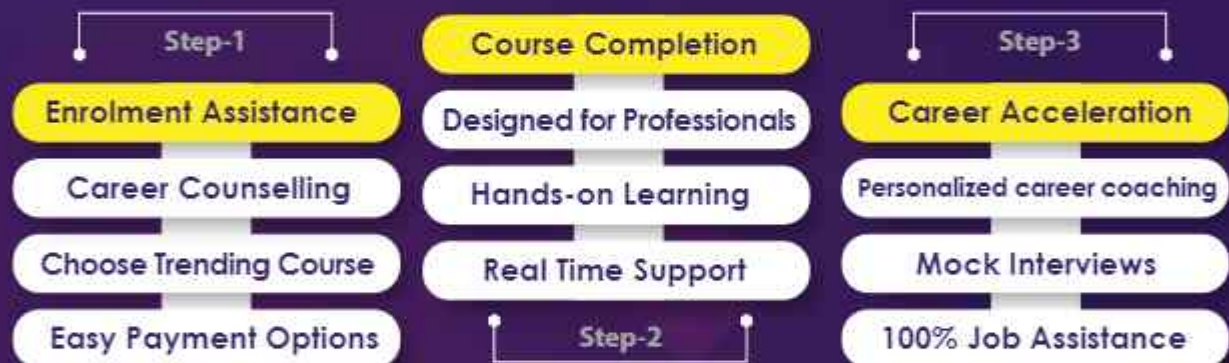 Step-1
Enrolment Assistance
Career Counselling
Choose Trending Course
Easy Payment Options
Course Completion
Designed for Professionals
Hands-on Learning
Real Time Support
Step-2
Step-3
Career Acceleration
Personalized career coaching
Mock Interviews
100% Job Assistance